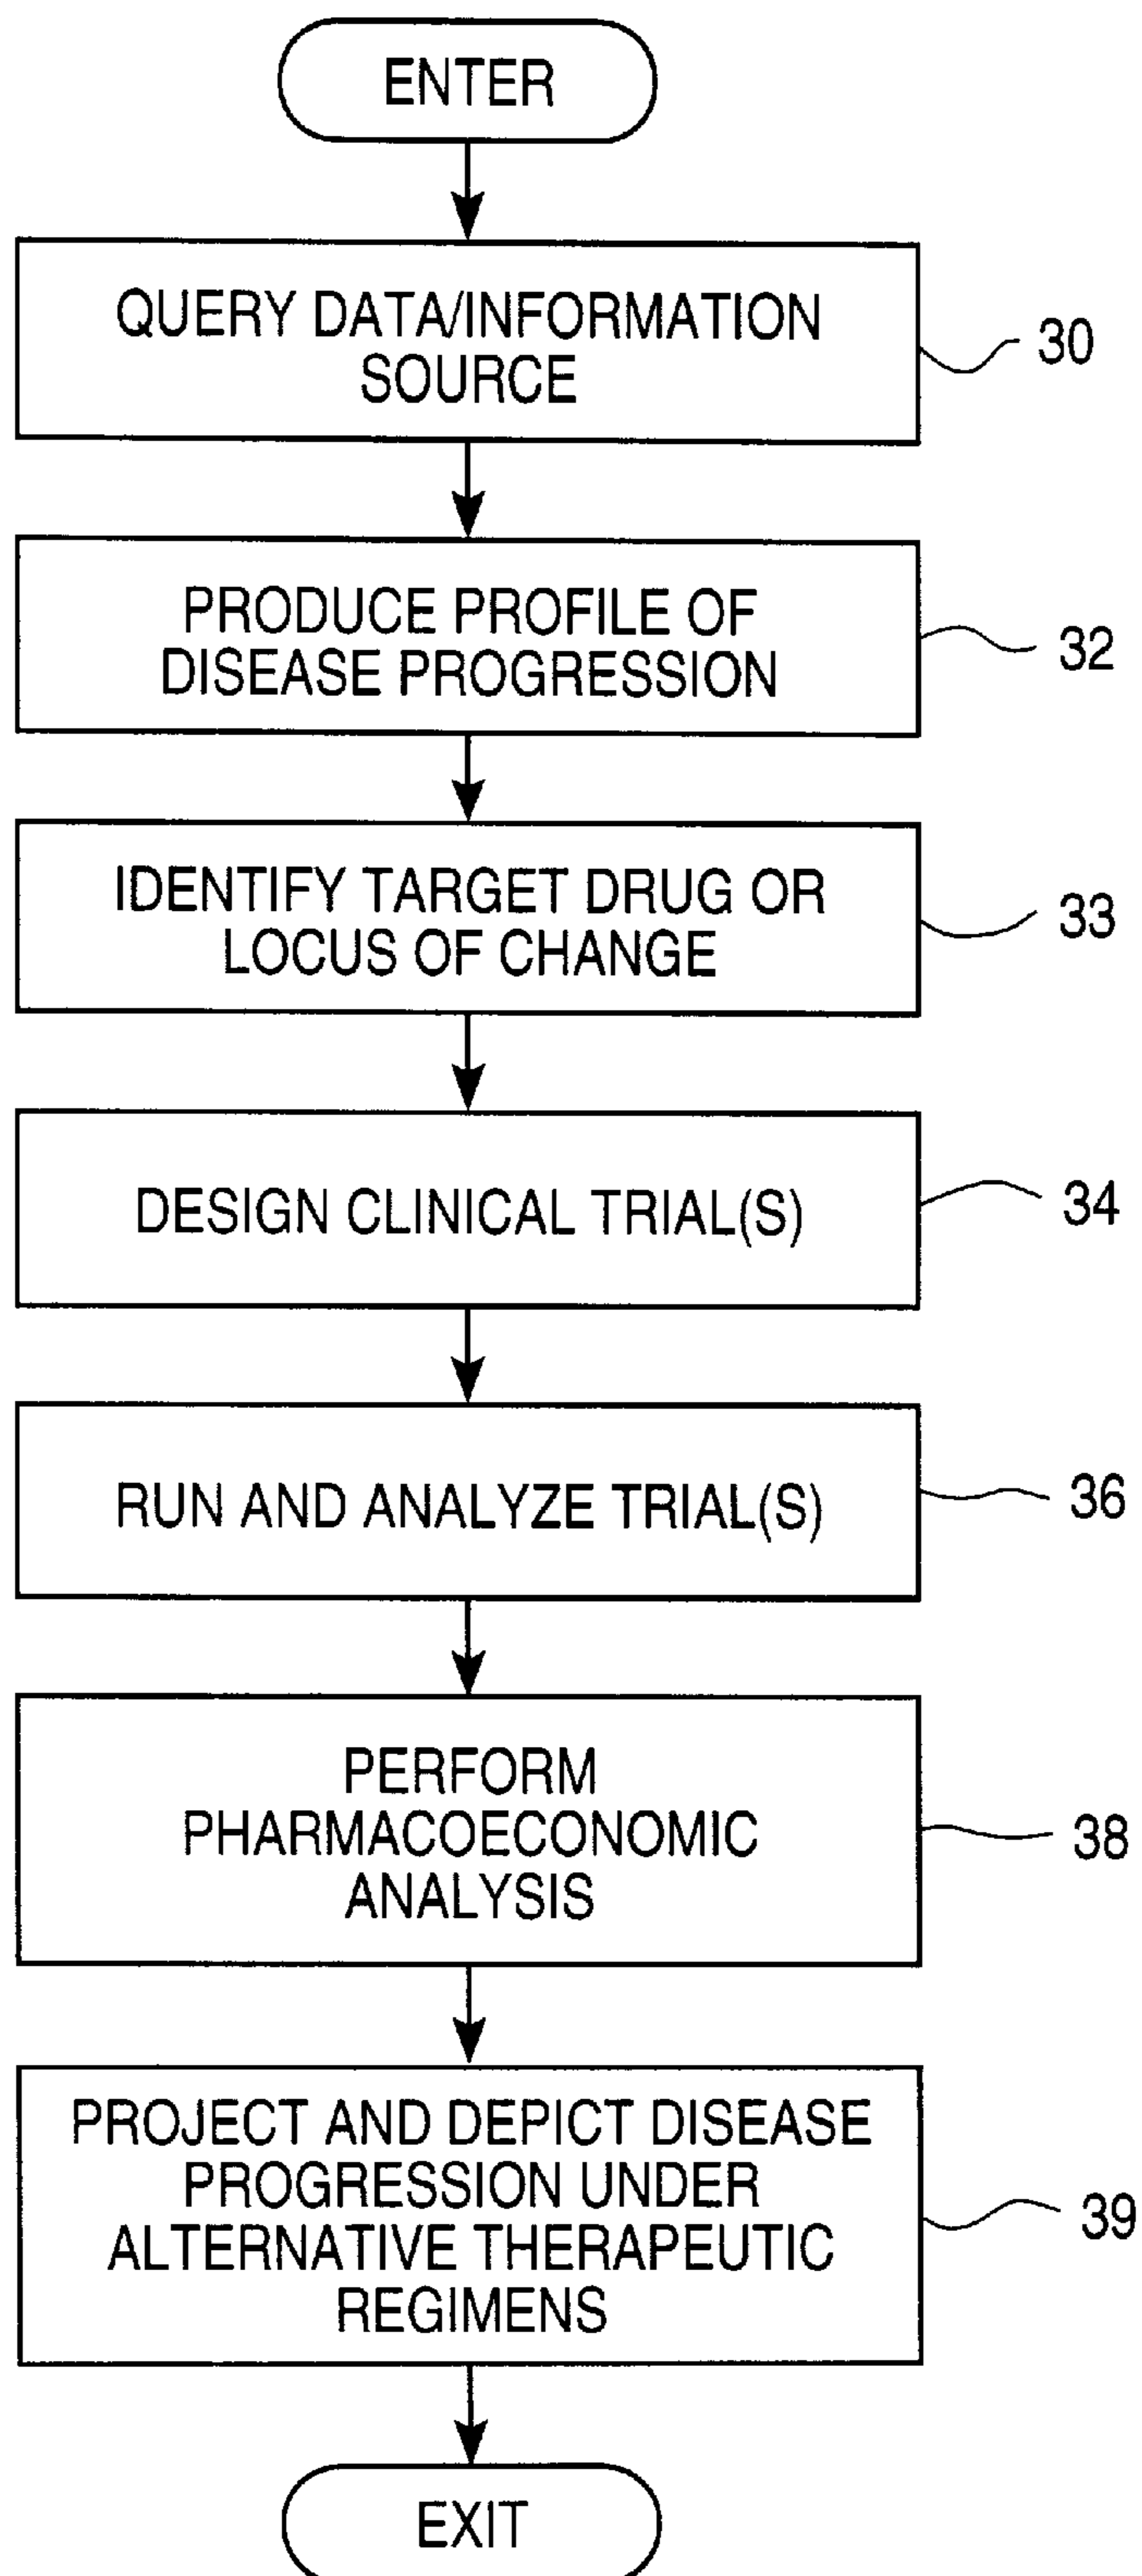 ENTER
QUERY DATA/INFORMATION
SOURCE
30
PRODUCE PROFILE OF
DISEASE PROGRESSION
32
IDENTIFY TARGET DRUG OR
LOCUS OF CHANGE
33
DESIGN CLINICAL TRIAL(S)
34
RUN AND ANALYZE TRIAL(S)
36
PERFORM
PHARMACOECONOMIC
ANALYSIS
38
PROJECT AND DEPICT DISEASE
PROGRESSION UNDER
ALTERNATIVE THERAPEUTIC
REGIMENS
39
EXIT